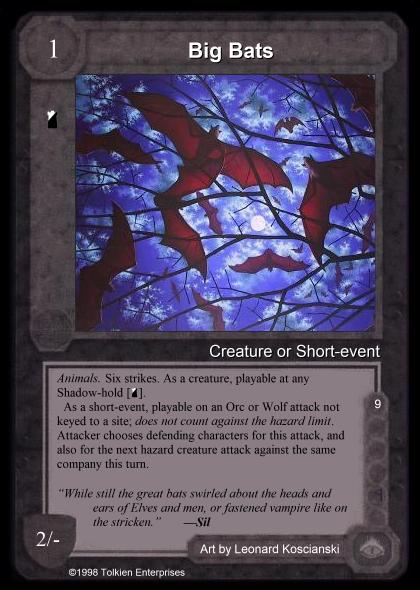 1
Big Bats
Creature or Short-event
Animals. Six strikes. As a creature, playable at any
Shadow-hold [].
As a short-event, playable on an Orc or Wolf attack not
keyed to a site; does not count against the hazard limit.
Attacker chooses defending characters for this attack, and
also for the next hazard creature attack against the same
company this turn.
9
“While still the great bats swirled about the heads and
ears of Elves and men, or fastened vampire like on
the stricken.” —Sil
2/-
Art by Leonard Koscianski
©1998 Tolkien Enterprises